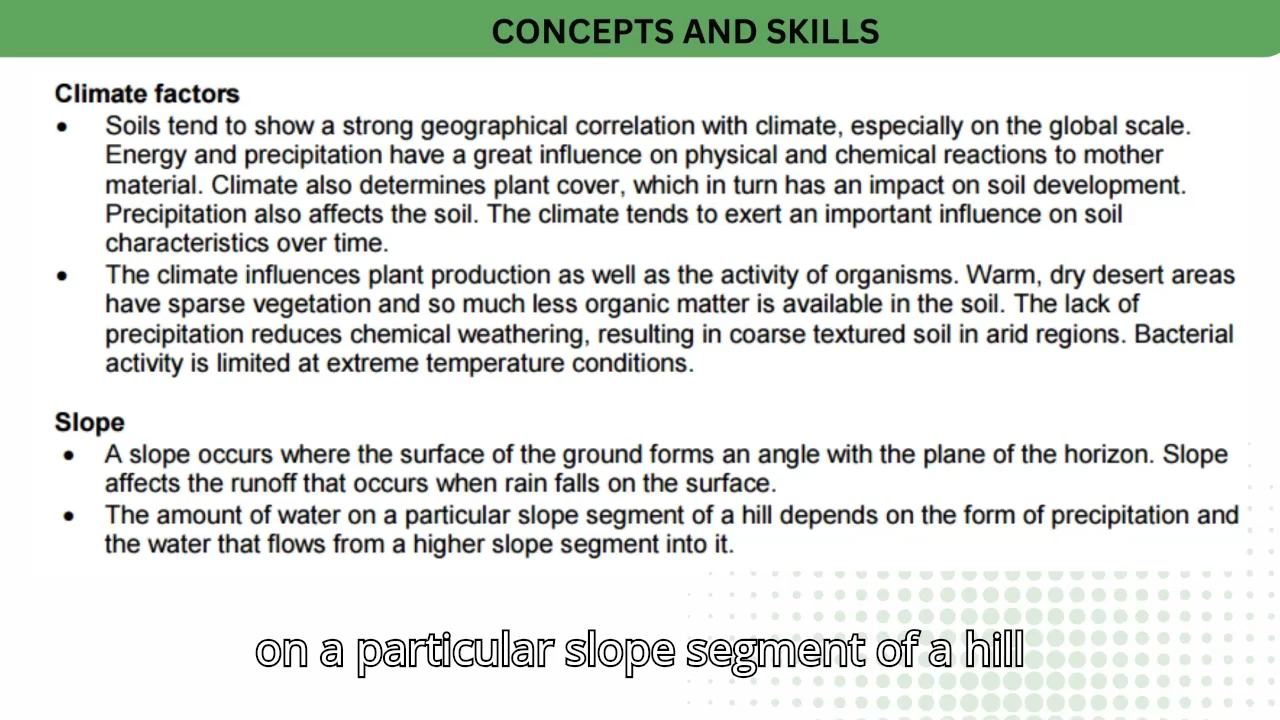 CONCEPTS AND SKILLS
Climate factors
• Soils tend to show a strong geographical correlation with climate, especially on the global scale.
Energy and precipitation have a great influence on physical and chemical reactions to mother
material. Climate also determines plant cover, which in turn has an impact on soil development.
Precipitation also affects the soil. The climate tends to exert an important influence on soil
characteristics over time.
• The climate influences plant production as well as the activity of organisms. Warm, dry desert areas
have sparse vegetation and so much less organic matter is available in the soil. The lack of
precipitation reduces chemical weathering, resulting in coarse textured soil in arid regions. Bacterial
activity is limited at extreme temperature conditions.
Slope
• A slope occurs where the surface of the ground forms an angle with the plane of the horizon. Slope
affects the runoff that occurs when rain falls on the surface.
• The amount of water on a particular slope segment of a hill depends on the form of precipitation and
the water that flows from a higher slope segment into it.
on a particular slope segment of a hill